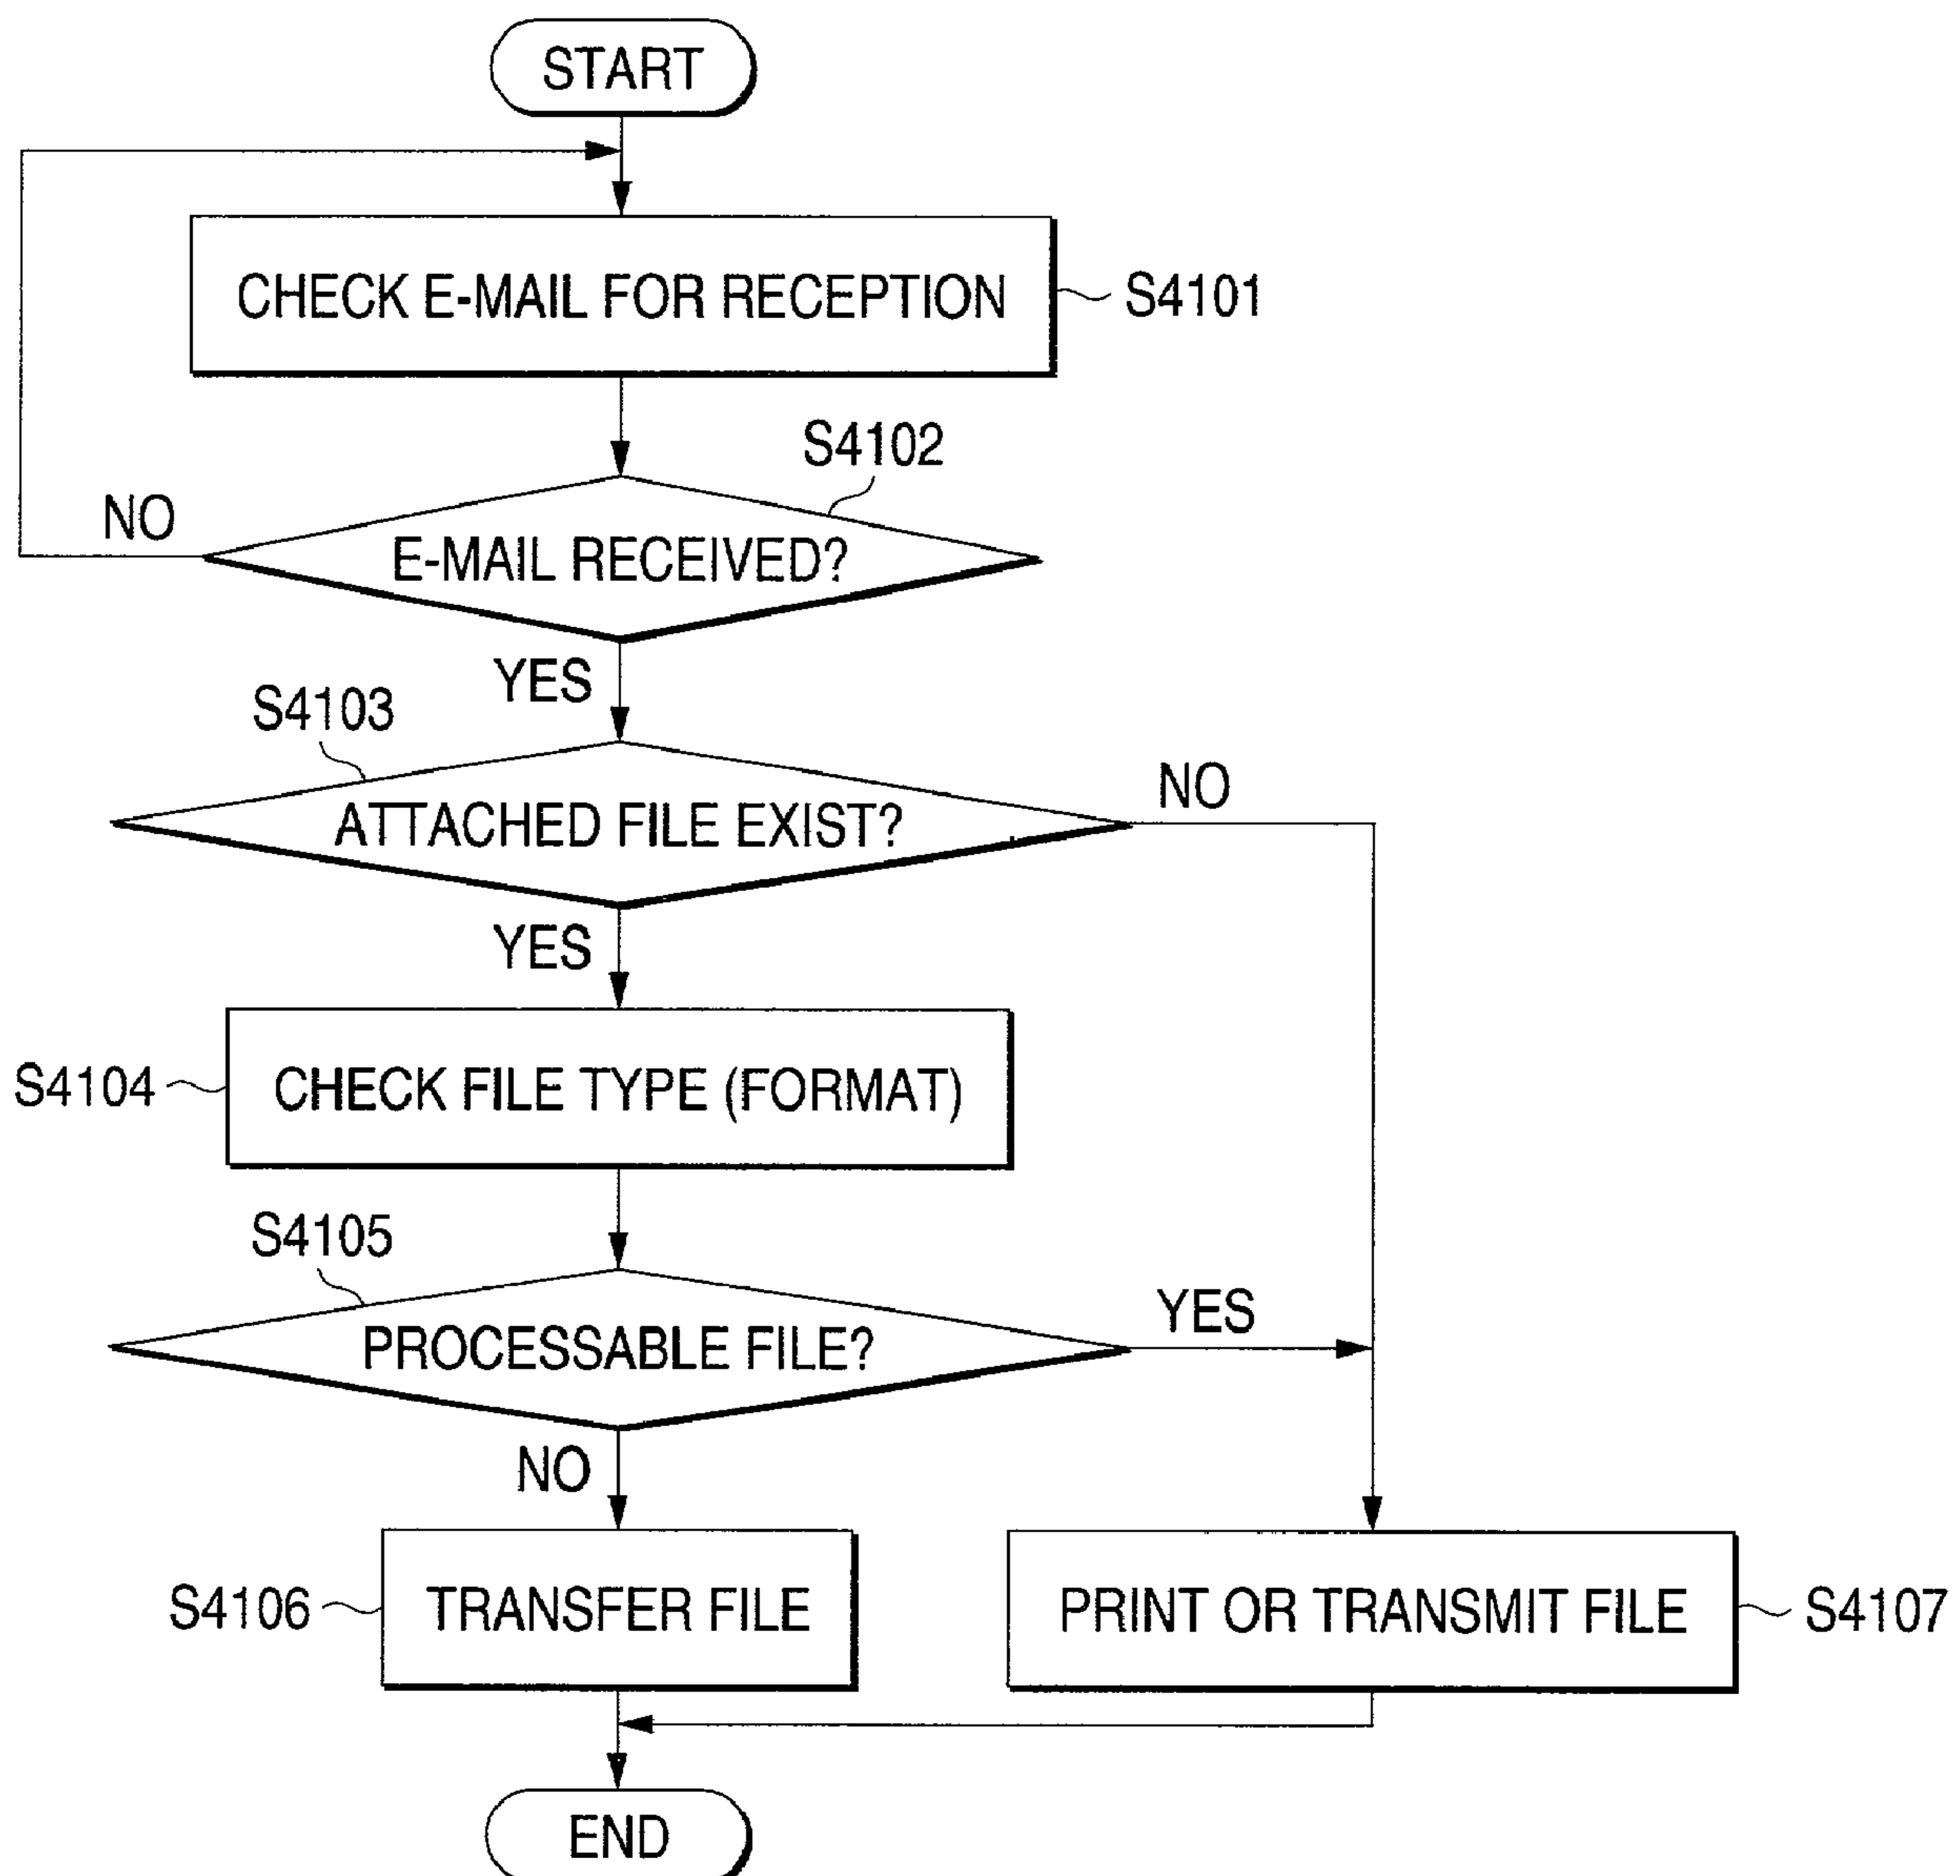 START
CHECK E-MAIL FOR RECEPTION
S4101
S4102
NO
E-MAIL RECEIVED?
YES
S4103
NO
ATTACHED FILE EXIST?
YES
S4104
CHECK FILE TYPE (FORMAT)
S4105
YES
PROCESSABLE FILE?
NO
S4106
TRANSFER FILE
PRINT OR TRANSMIT FILE
S4107
END